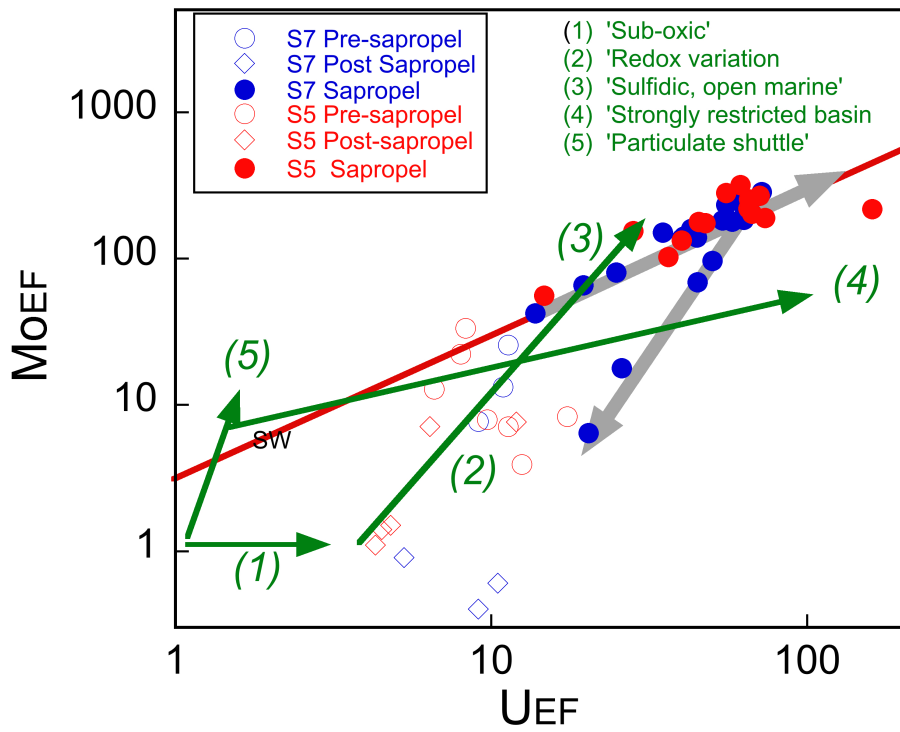 S7 Pre-sapropel
S7 Post Sapropel
S7 Sapropel
S5 Pre-sapropel
S5 Post-sapropel
S5 Sapropel
(1) 'Sub-oxic'
(2) 'Redox variation
(3) 'Sulfidic, open marine'
(4) 'Strongly restricted basin
(5) 'Particulate shuttle'
1000
100
10
1
MOEF
(3)
(4)
(5)
SW
(2)
(1)
1
10
100
UEF